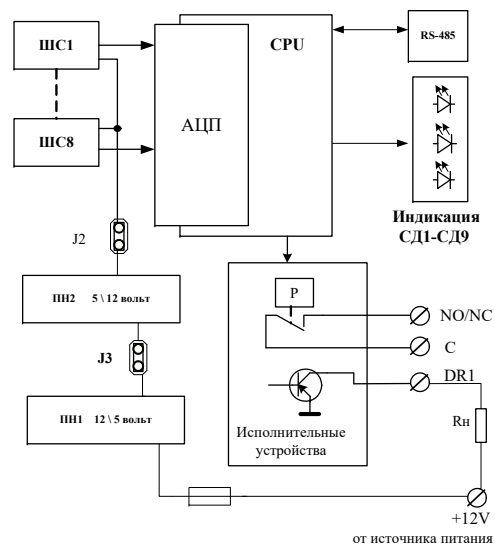 ШС1
CPU
RS-485
АЦП
ШС8
J2
Индикация
СД1-СД9
ПН2 5 \ 12 вольт
P
NO/NC
C
J3
DR1
ПН1 12 \ 5 вольт
Rн
Исполнительные
устройства
+12V
от источника питания